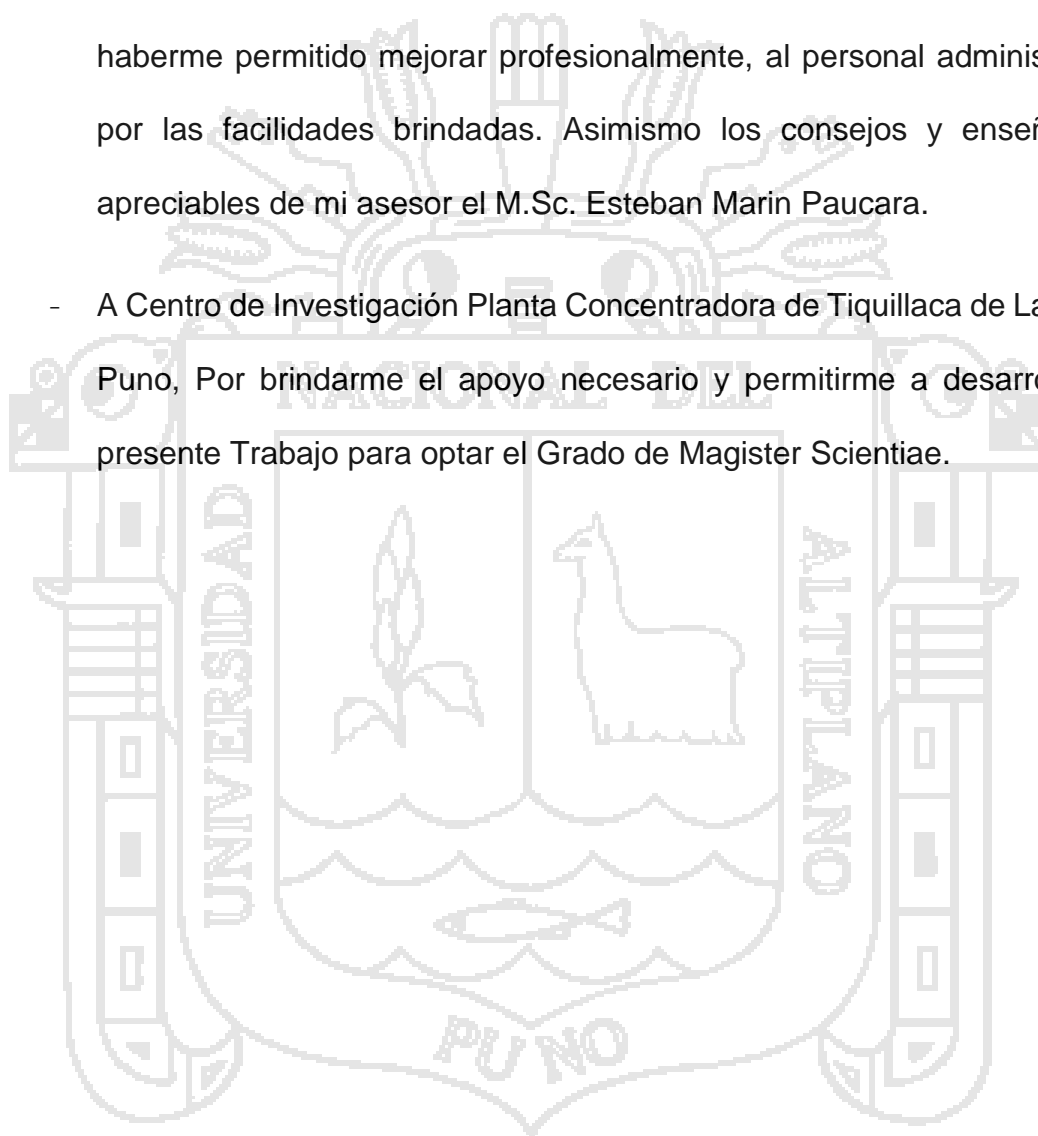 haberme permitido mejorar profesionalmente, al personal adminis
por las facilidades brindadas. Asimismo los consejos y enseñ
apreciables de mi asesor el M.Sc. Esteban Marin Paucara.
- A Centro de Investigación Planta Concentradora de Tiquillaca de La
Puno, Por brindarme el apoyo necesario y permitirme a desarro
presente Trabajo para optar el Grado de Magister Scientiae.
NACIONAL DEL
UNIVERSIDAD
ALTIPLANO
PUNO